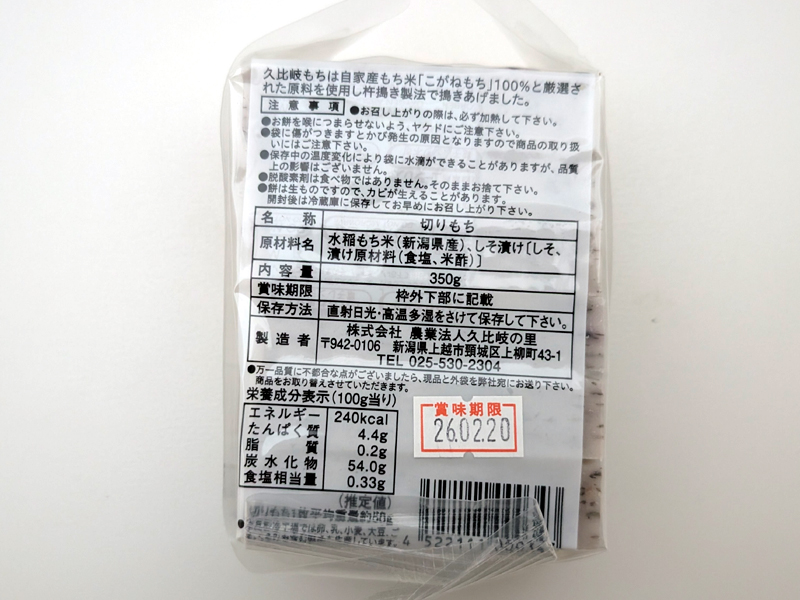 久比岐もちは自家産もち米「こがねもち」100%と厳選さ
れた原料を使用し杵搗き製法で搗きあげました。
注意事項 ●お召し上がりの際は、必ず加熱して下さい。
●お餅を喉につまらせないよう、ヤケドにご注意下さい。
●袋に傷がつきますとかび発生の原因となりますので商品の取り扱
いにはご注意下さい。
●保存中の温度変化により袋に水滴ができることがありますが、品質
上の影響はございません。
●脱酸素剤は食べ物ではありません。そのままお捨て下さい。
●餅は生ものですので、カビが生えることがあります。
開封後は冷蔵庫に保存してお早めにお召し上がり下さい。
名称 切りもち
原材料名 水稲もち米(新潟県産)、しそ漬け〔しそ、
漬け原材料(食塩、米酢)〕
内容量 350g
賞味期限 枠外下部に記載
保存方法 直射日光・高温多湿をさけて保存して下さい。
製造者 株式会社 農業法人久比岐の里
〒942-0106 新潟県上越市頸城区上柳町43-1
TEL 025-530-2304
●万一品質に不都合な点がございましたら、現品と外袋を弊社宛にお送り下さい。
商品をお取り替えさせていただきます。
栄養成分表示(100g当り)
エネルギー 240kcal
たんぱく質 4.4g
脂質 0.2g
炭水化物 54.0g
食塩相当量 0.33g
(推定値)
賞味期限
26.02.20